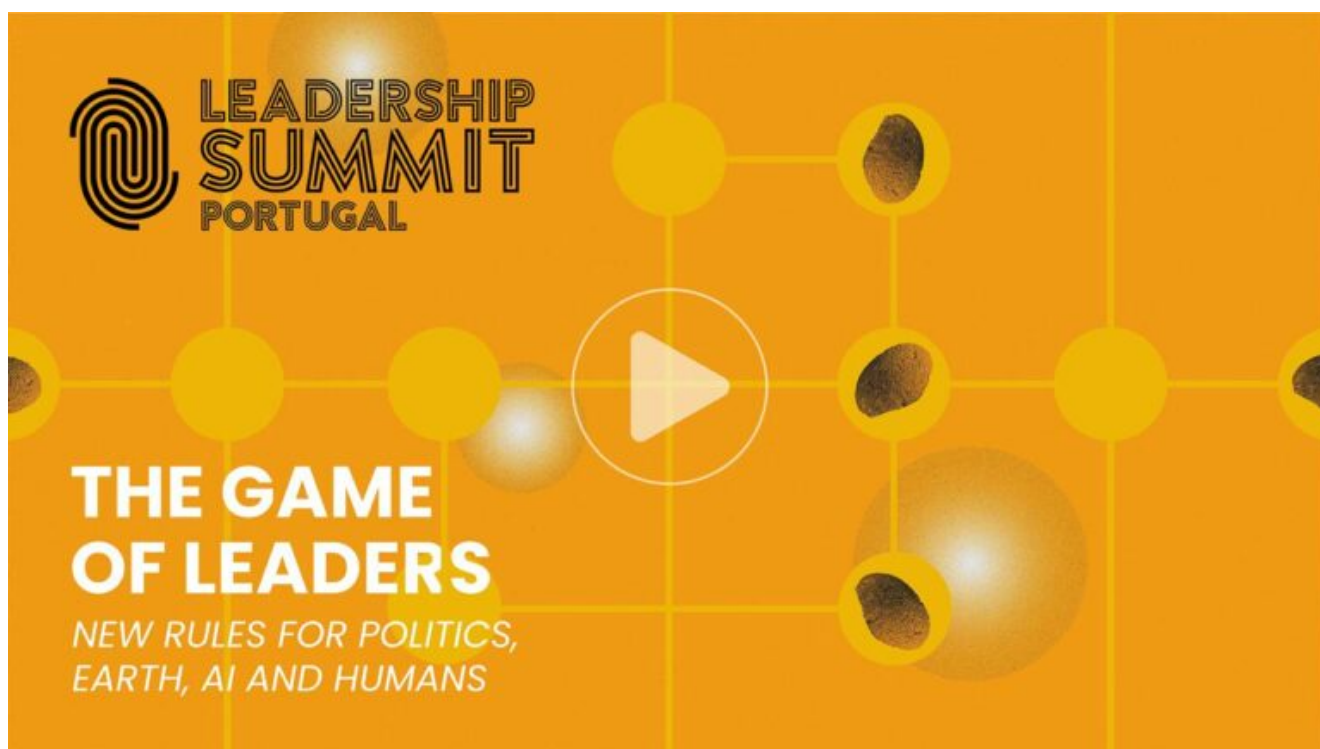 LEADERSHIP
SUMMIT
PORTUGAL
THE GAME
OF LEADERS
NEW RULES FOR POLITICS,
EARTH, AI AND HUMANS